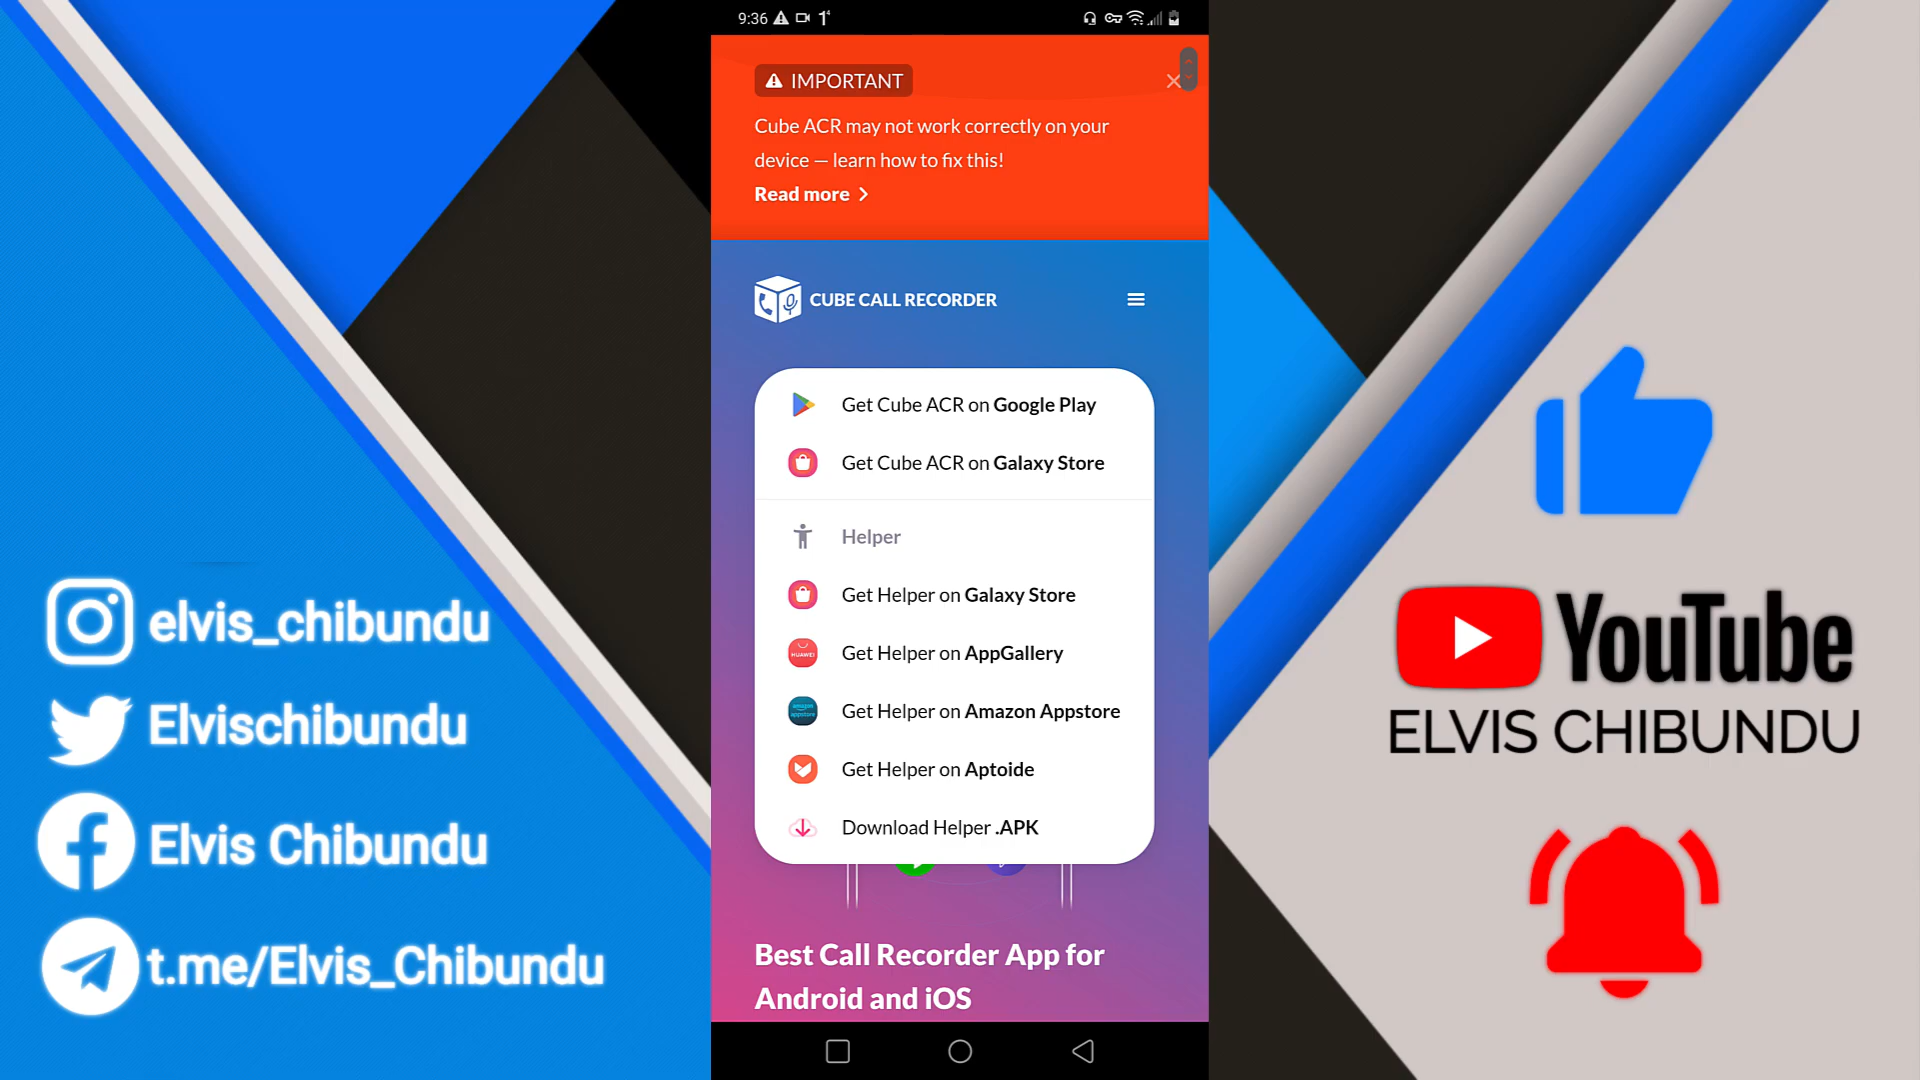 9:36
IMPORTANT
Cube ACR may not work correctly on your
device — learn how to fix this!
Read more
CUBE CALL RECORDER
Get Cube ACR on Google Play
Get Cube ACR on Galaxy Store
Helper
Get Helper on Galaxy Store
HUAWEI
Get Helper on AppGallery
amazon
appstore
Get Helper on Amazon Appstore
Get Helper on Aptoide
Download Helper .APK
Best Call Recorder App for
Android and iOS
elvis_chibundu
Elvischibundu
Elvis Chibundu
t.me/Elvis_Chibundu
YouTube
ELVIS CHIBUNDU